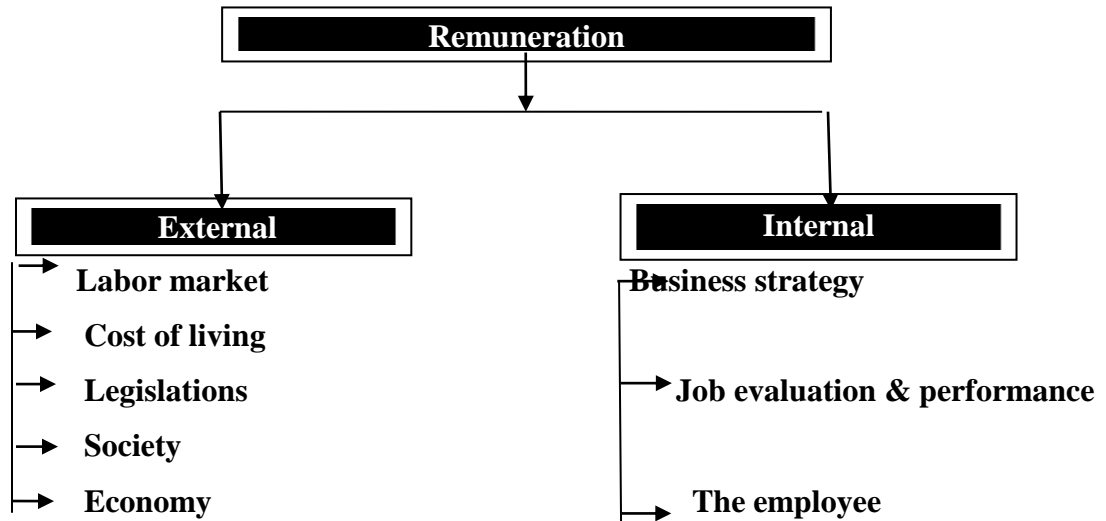 Remuneration
External
Internal
Labor market
Business strategy
Cost of living
Legislations
Job evaluation & performance
Society
Economy
The employee